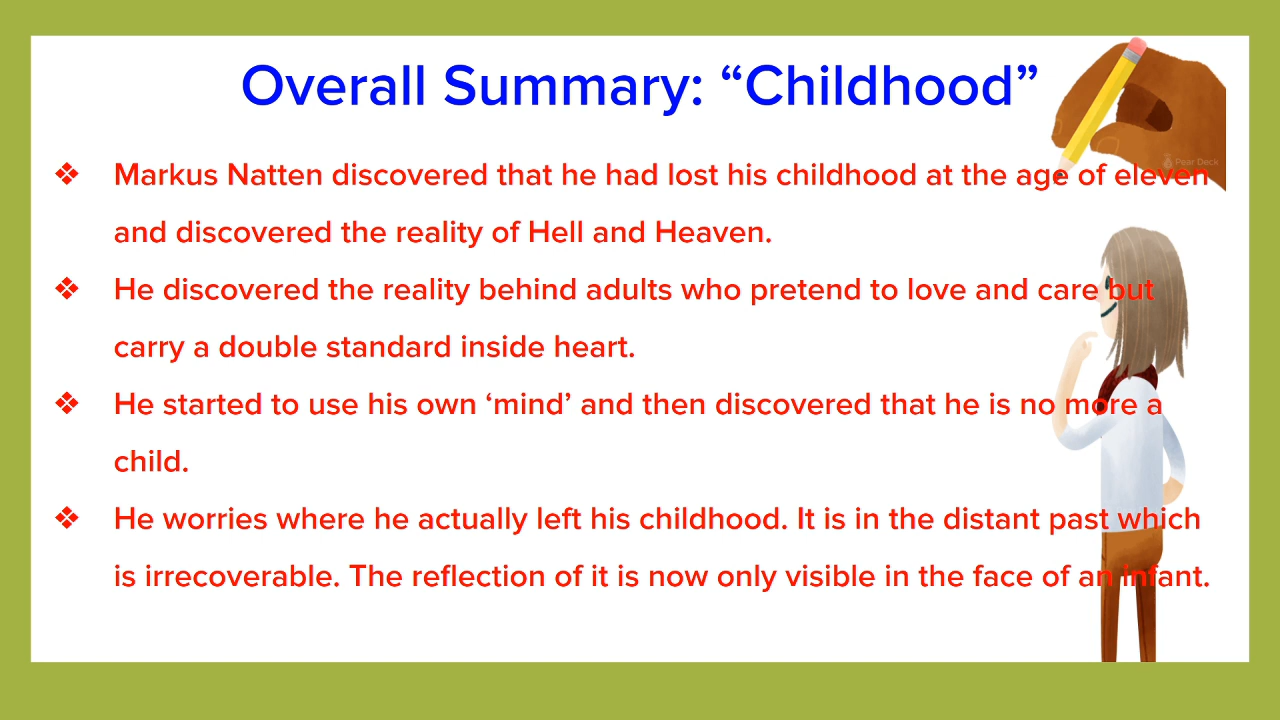 Overall Summary: “Childhood”
Pear Deck
❖ Markus Natten discovered that he had lost his childhood at the age of eleven
and discovered the reality of Hell and Heaven.
❖ He discovered the reality behind adults who pretend to love and care but
carry a double standard inside heart.
❖ He started to use his own ‘mind’ and then discovered that he is no more a
child.
❖ He worries where he actually left his childhood. It is in the distant past which
is irrecoverable. The reflection of it is now only visible in the face of an infant.